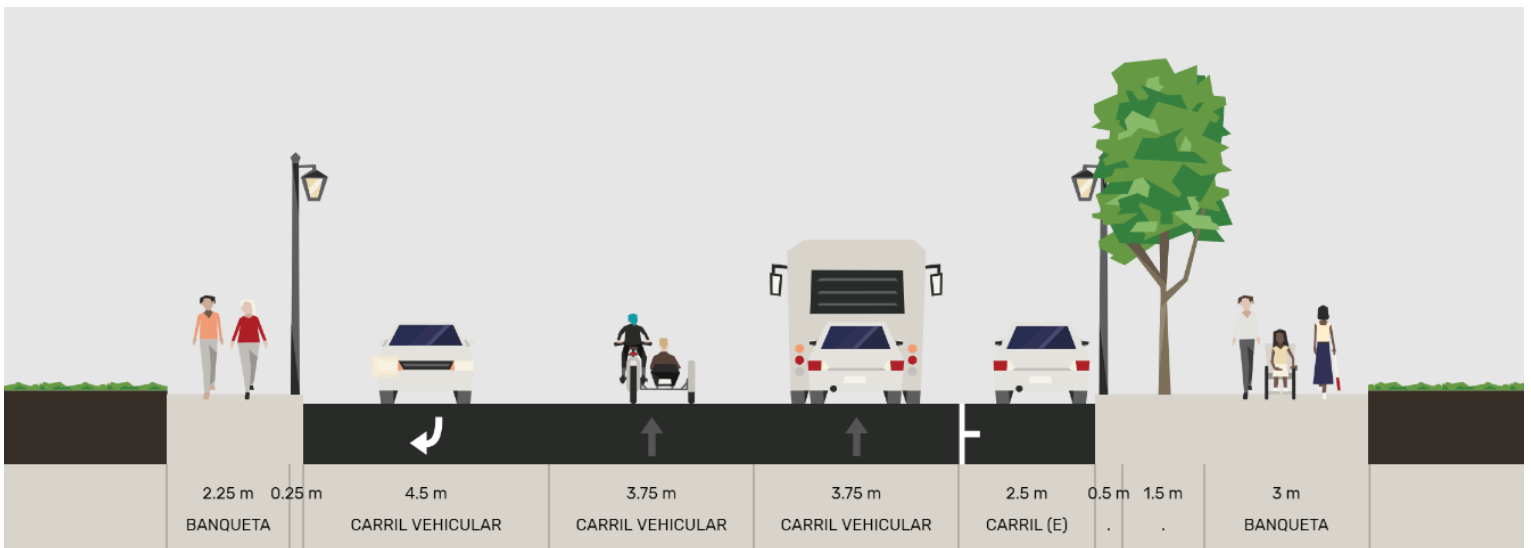 2.25 m 0.25 m 4.5 m 3.75 m 3.75 m 2.5 m 0.5 m 1.5 m 3 m
BANQUETA CARRIL VEHICULAR CARRIL VEHICULAR CARRIL VEHICULAR CARRIL (E) . . BANQUETA